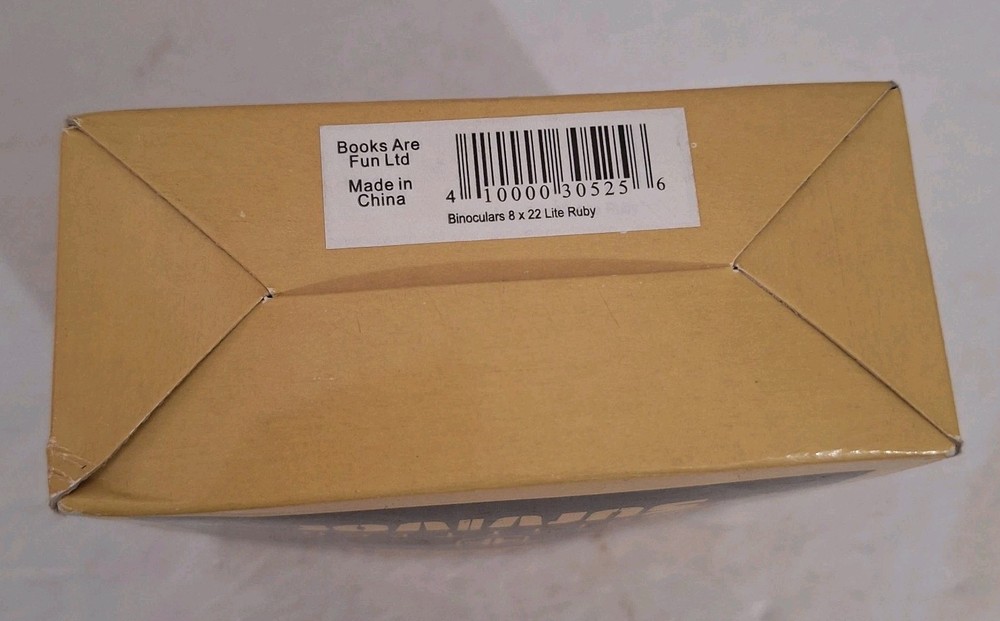 Books Are
Fun Ltd
Made in
China
4 10000 30525 6
Binoculars 8 x 22 Lite Ruby